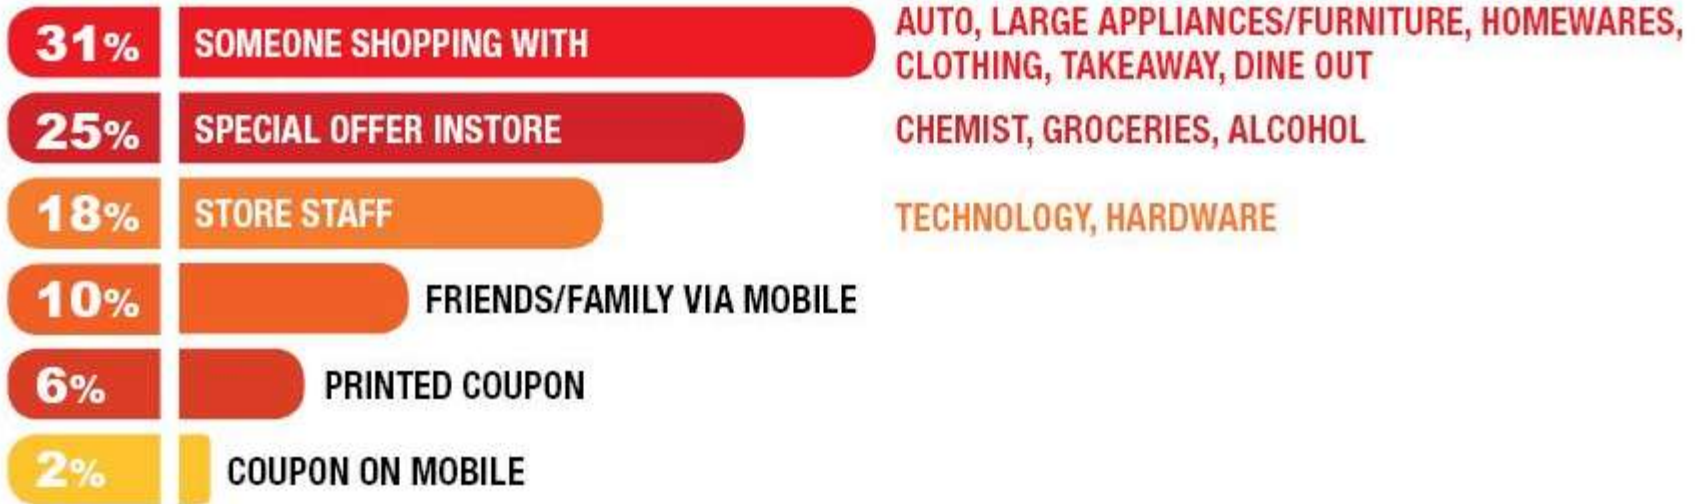 31% SOMEONE SHOPPING WITH
AUTO, LARGE APPLIANCES/FURNITURE, HOMEWARES,
CLOTHING, TAKEAWAY, DINE OUT
25% SPECIAL OFFER INSTORE
CHEMIST, GROCERIES, ALCOHOL
18% STORE STAFF
TECHNOLOGY, HARDWARE
10% FRIENDS/FAMILY VIA MOBILE
6% PRINTED COUPON
2% COUPON ON MOBILE